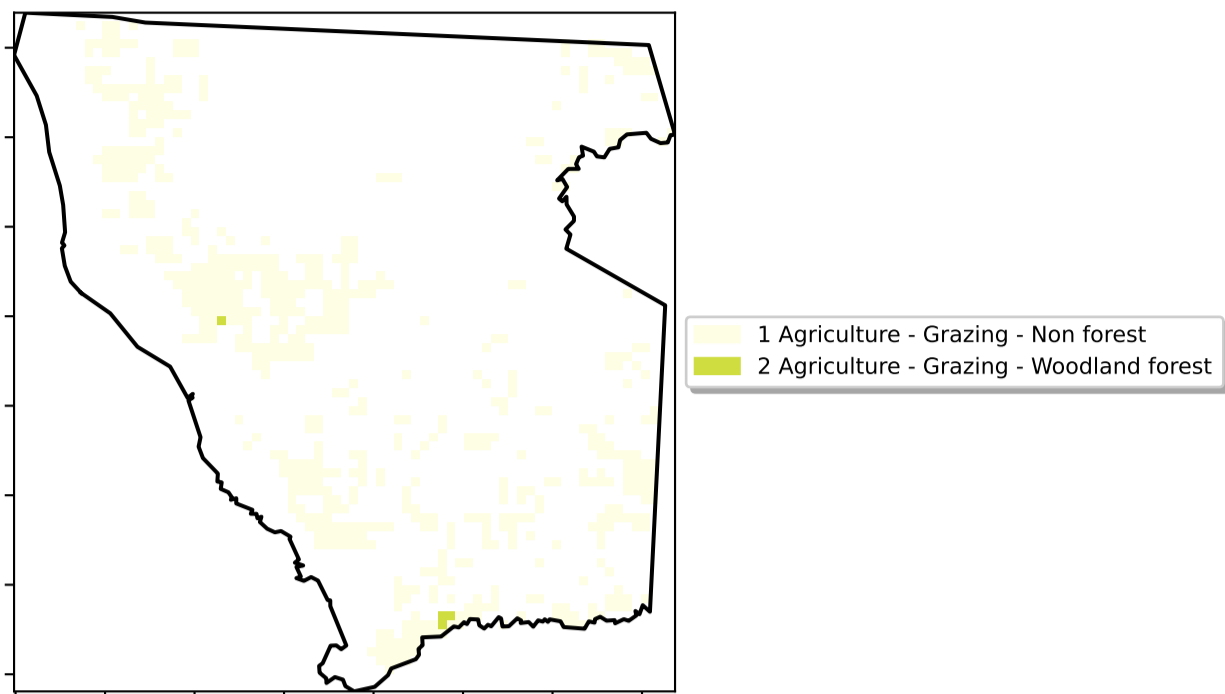 1 Agriculture - Grazing - Non forest
2 Agriculture - Grazing - Woodland forest